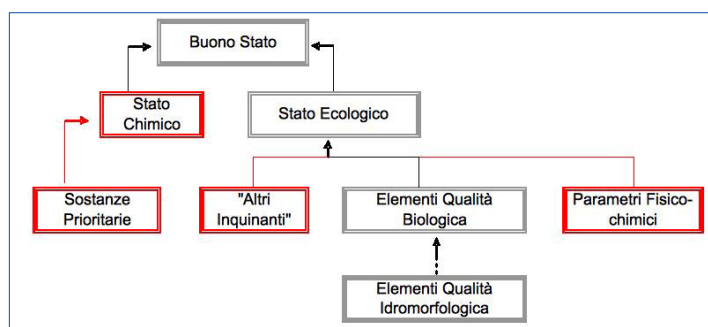 Buono Stato
Stato
Chimico
Stato Ecologico
Sostanze
Prioritarie
"Altri
Inquinanti"
Elementi Qualità
Biologica
Parametri Fisico-
chimici
Elementi Qualità
Idromorfologica